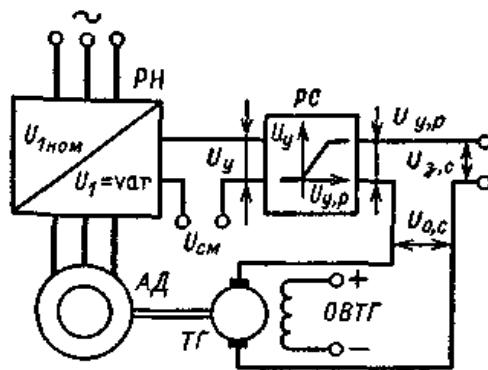 ~
РН
РС
U1ном
U1=var
Uу
Uсм
Uу
Uу,р
Uу,р
Uз,с
Uо,с
АД
ТГ
ОВТГ
+
−